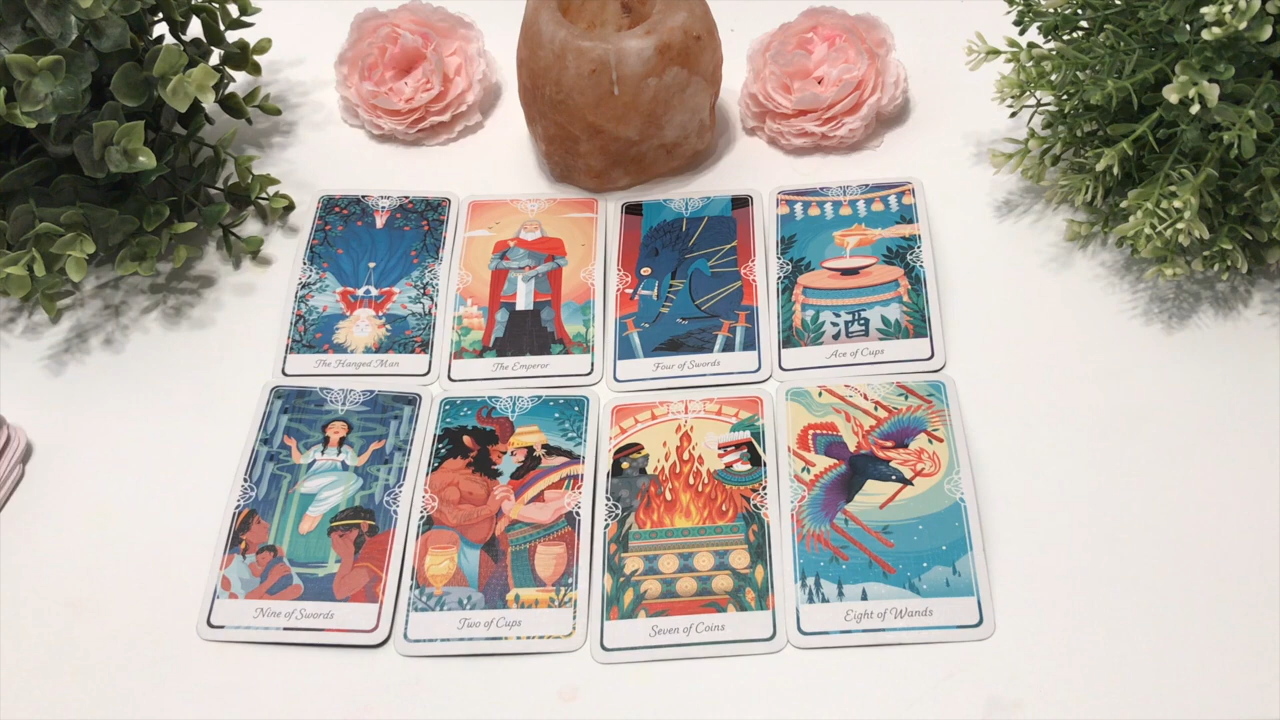 The Hanged Man
The Emperor
Four of Swords
酒
Ace of Cups
Nine of Swords
Two of Cups
Seven of Coins
Eight of Wands